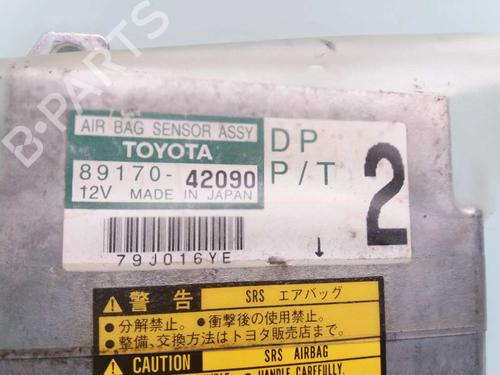 AIR BAG SENSOR ASSY
TOYOTA
DP
89170-42090
P/T
2
12V MADE IN JAPAN
79J016YE
↓
警告 SRS エアバッグ
●分解禁止。 ●衝撃後の使用禁止。
●整備、交換方法はトヨタ販売店まで。
CAUTION SRS AIRBAG
HANDLE CAREFULLY.
B-PARTS